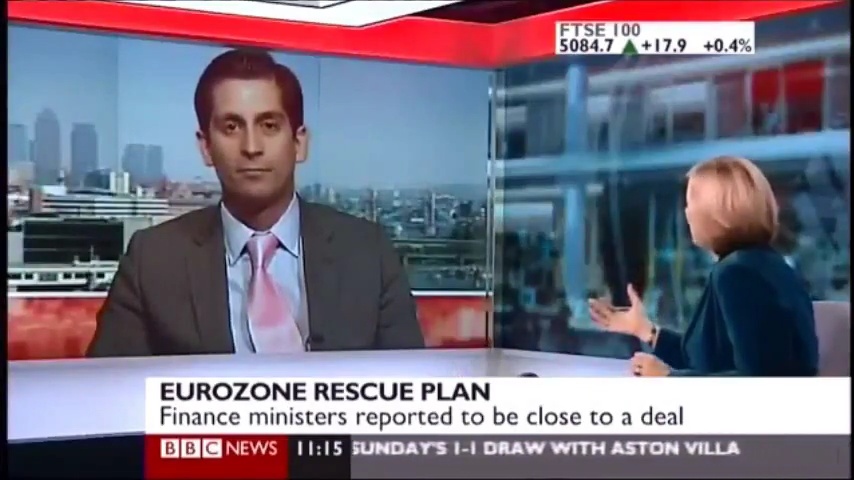 FTSE 100
5084.7 ▲ +17.9 +0.4%
EUROZONE RESCUE PLAN
Finance ministers reported to be close to a deal
BBC NEWS 11:15 SUNDAY'S 1-1 DRAW WITH ASTON VILLA